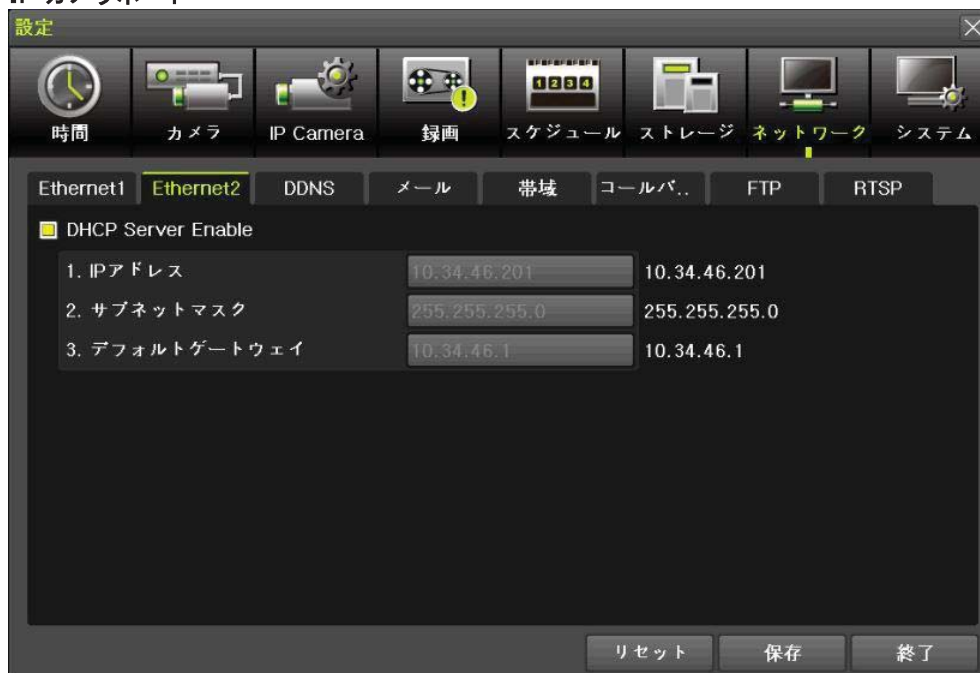 設定
時間 カメラ IP Camera 録画 スケジュール ストレージ ネットワーク システム
Ethernet1 Ethernet2 DDNS メール 帯域 コールバ.. FTP RTSP
DHCP Server Enable
1. IPアドレス 10.34.46.201 10.34.46.201
2. サブネットマスク 255.255.255.0 255.255.255.0
3. デフォルトゲートウェイ 10.34.46.1 10.34.46.1
リセット 保存 終了